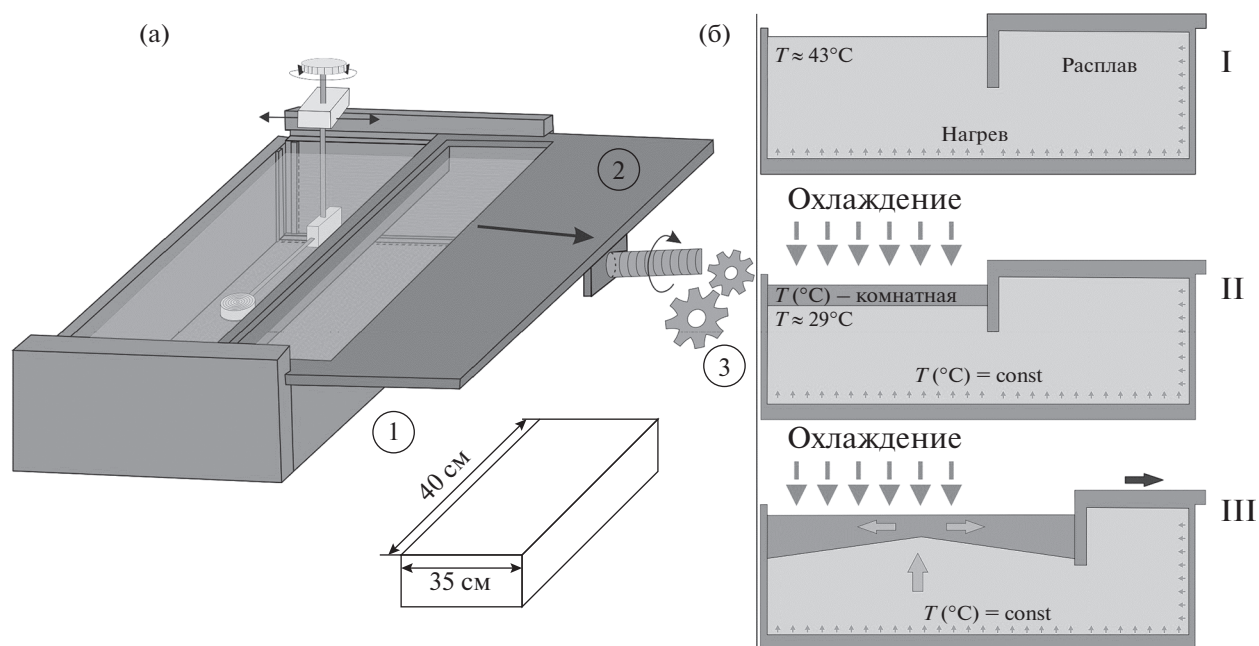 (а)
2
3
1
40 см
35 см
(б)
T ≈ 43°C
Расплав
Нагрев
I
Охлаждение
T (°C) – комнатная
T ≈ 29°C
T (°C) = const
II
Охлаждение
T (°C) = const
III